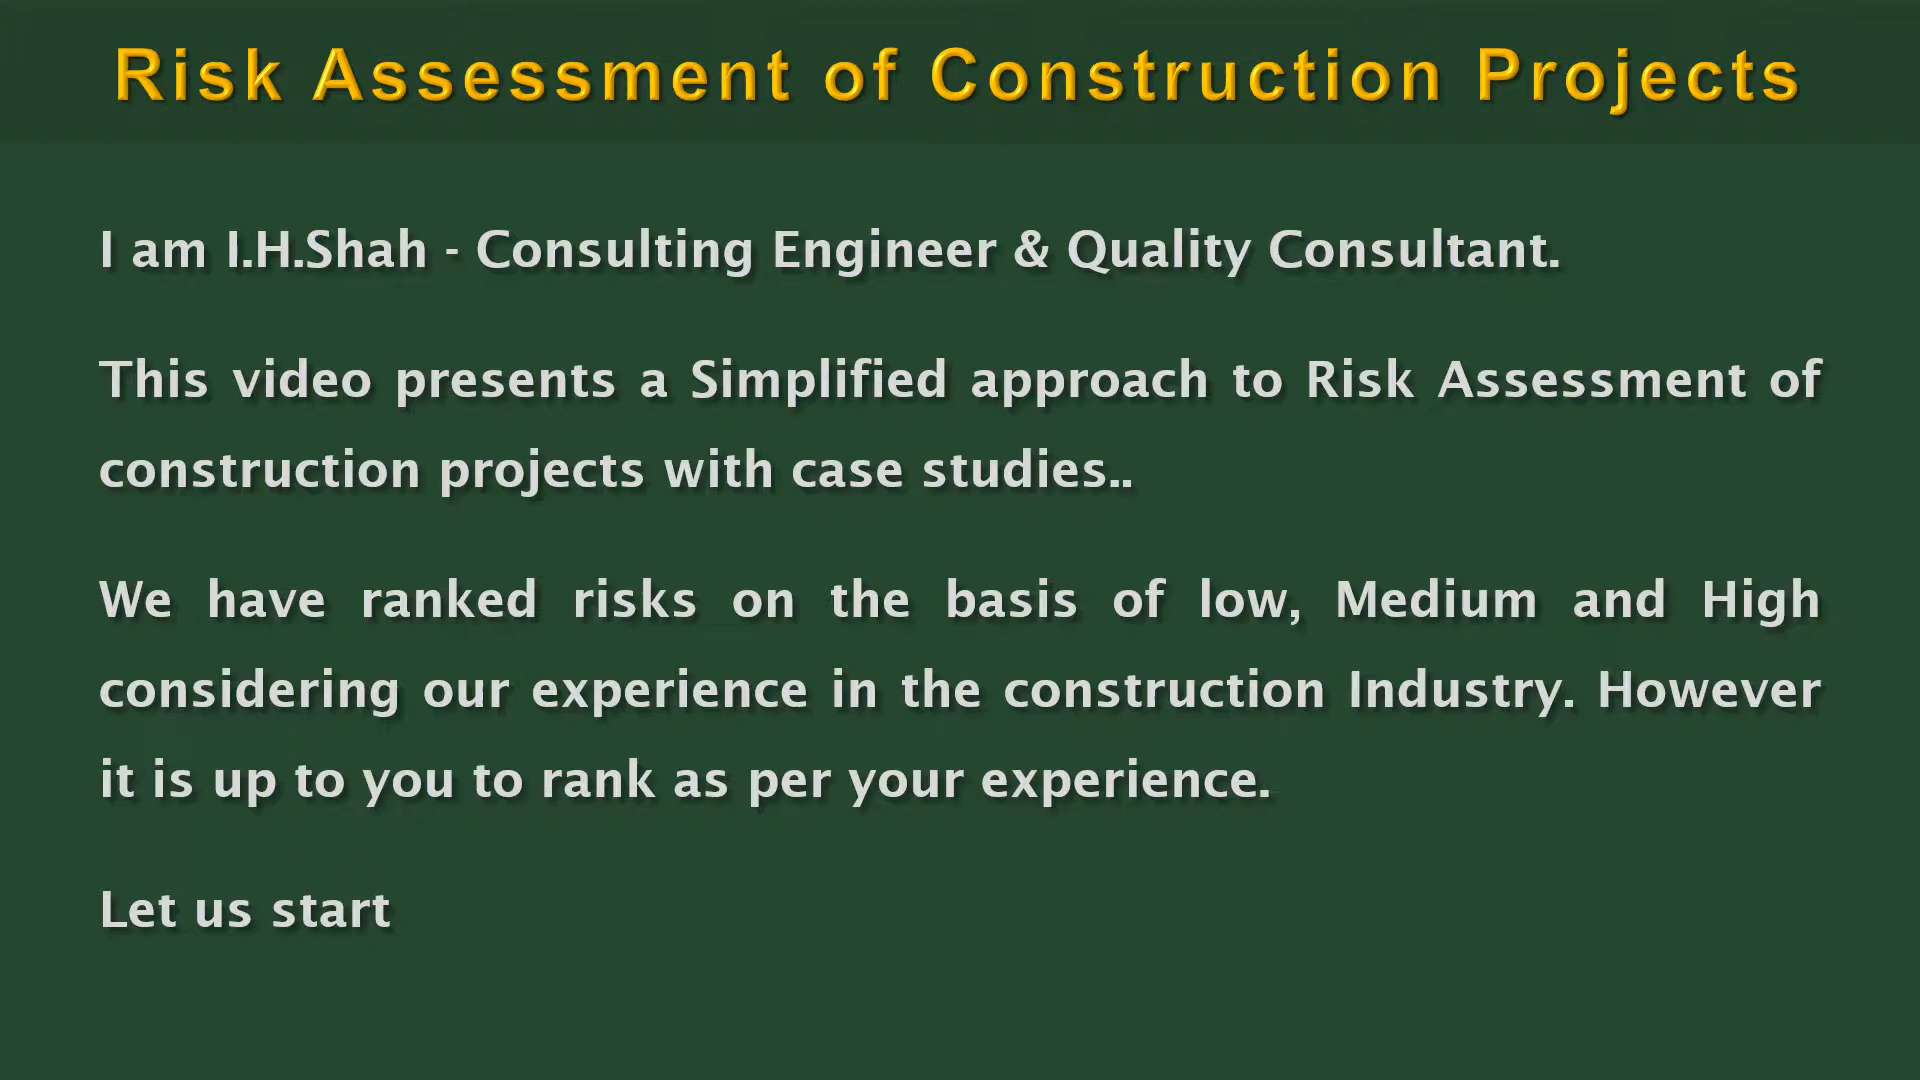 Risk Assessment of Construction Projects
I am I.H.Shah - Consulting Engineer & Quality Consultant.
This video presents a Simplified approach to Risk Assessment of
construction projects with case studies..
We have ranked risks on the basis of low, Medium and High
considering our experience in the construction Industry. However
it is up to you to rank as per your experience.
Let us start